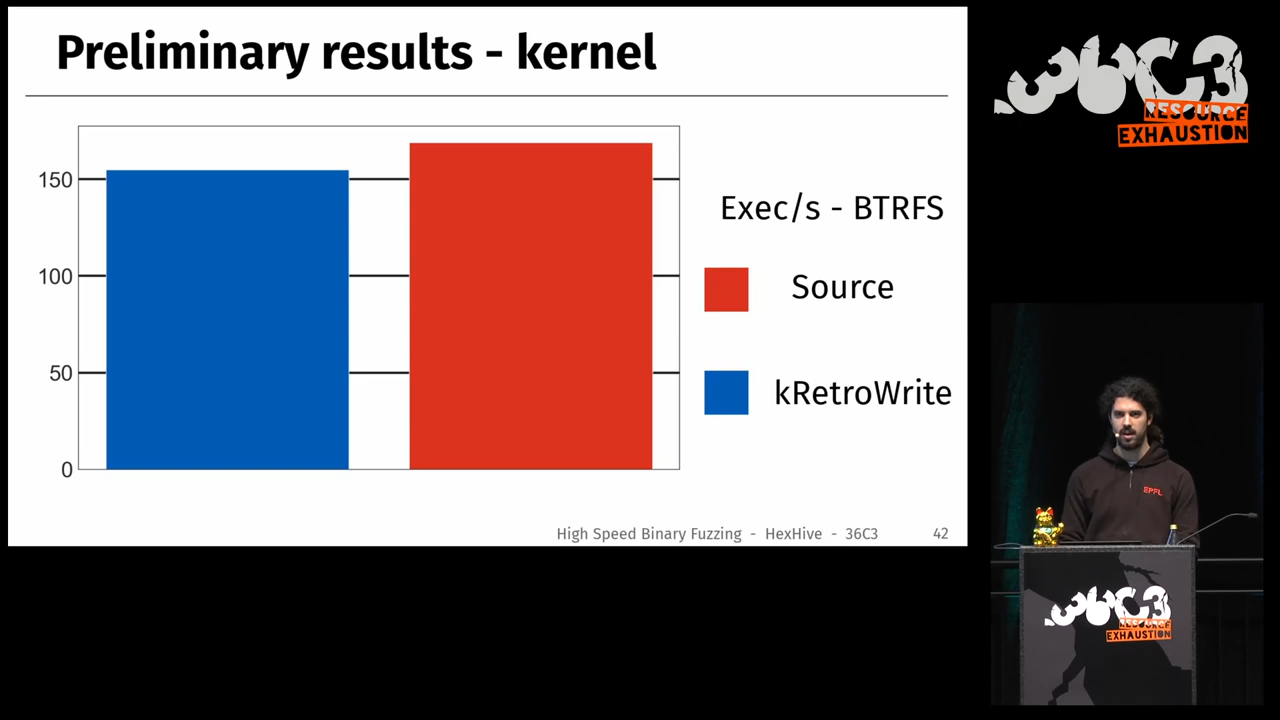 Preliminary results - kernel
150
100
50
0
Exec/s - BTRFS
Source
kRetroWrite
High Speed Binary Fuzzing - HexHive - 36C3 42
36C3
RESOURCE
EXHAUSTION
EPFL
36C3
RESOURCE
EXHAUSTION